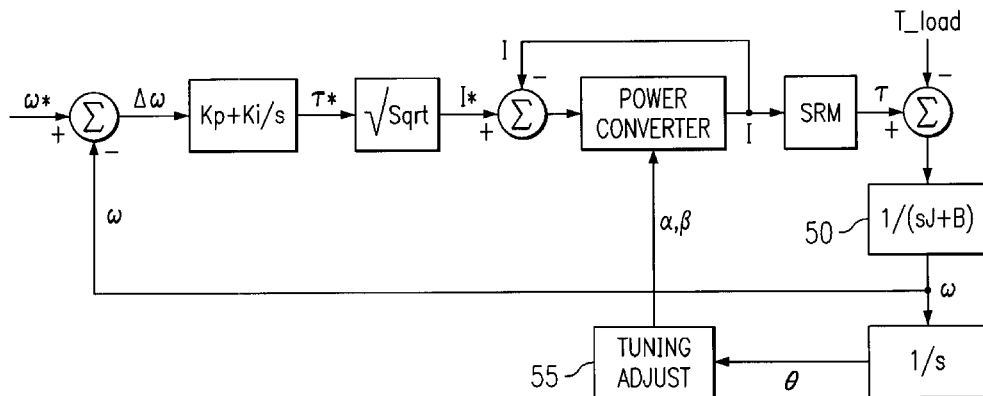 T_load
I
-
-
ω*
+
Σ
-
Δω
Kp+Ki/s
τ*
√Sqrt
I*
+
Σ
POWER
CONVERTER
I
SRM
τ
+
Σ
ω
α,β
50
1/(sJ+B)
ω
55
TUNING
ADJUST
θ
1/s